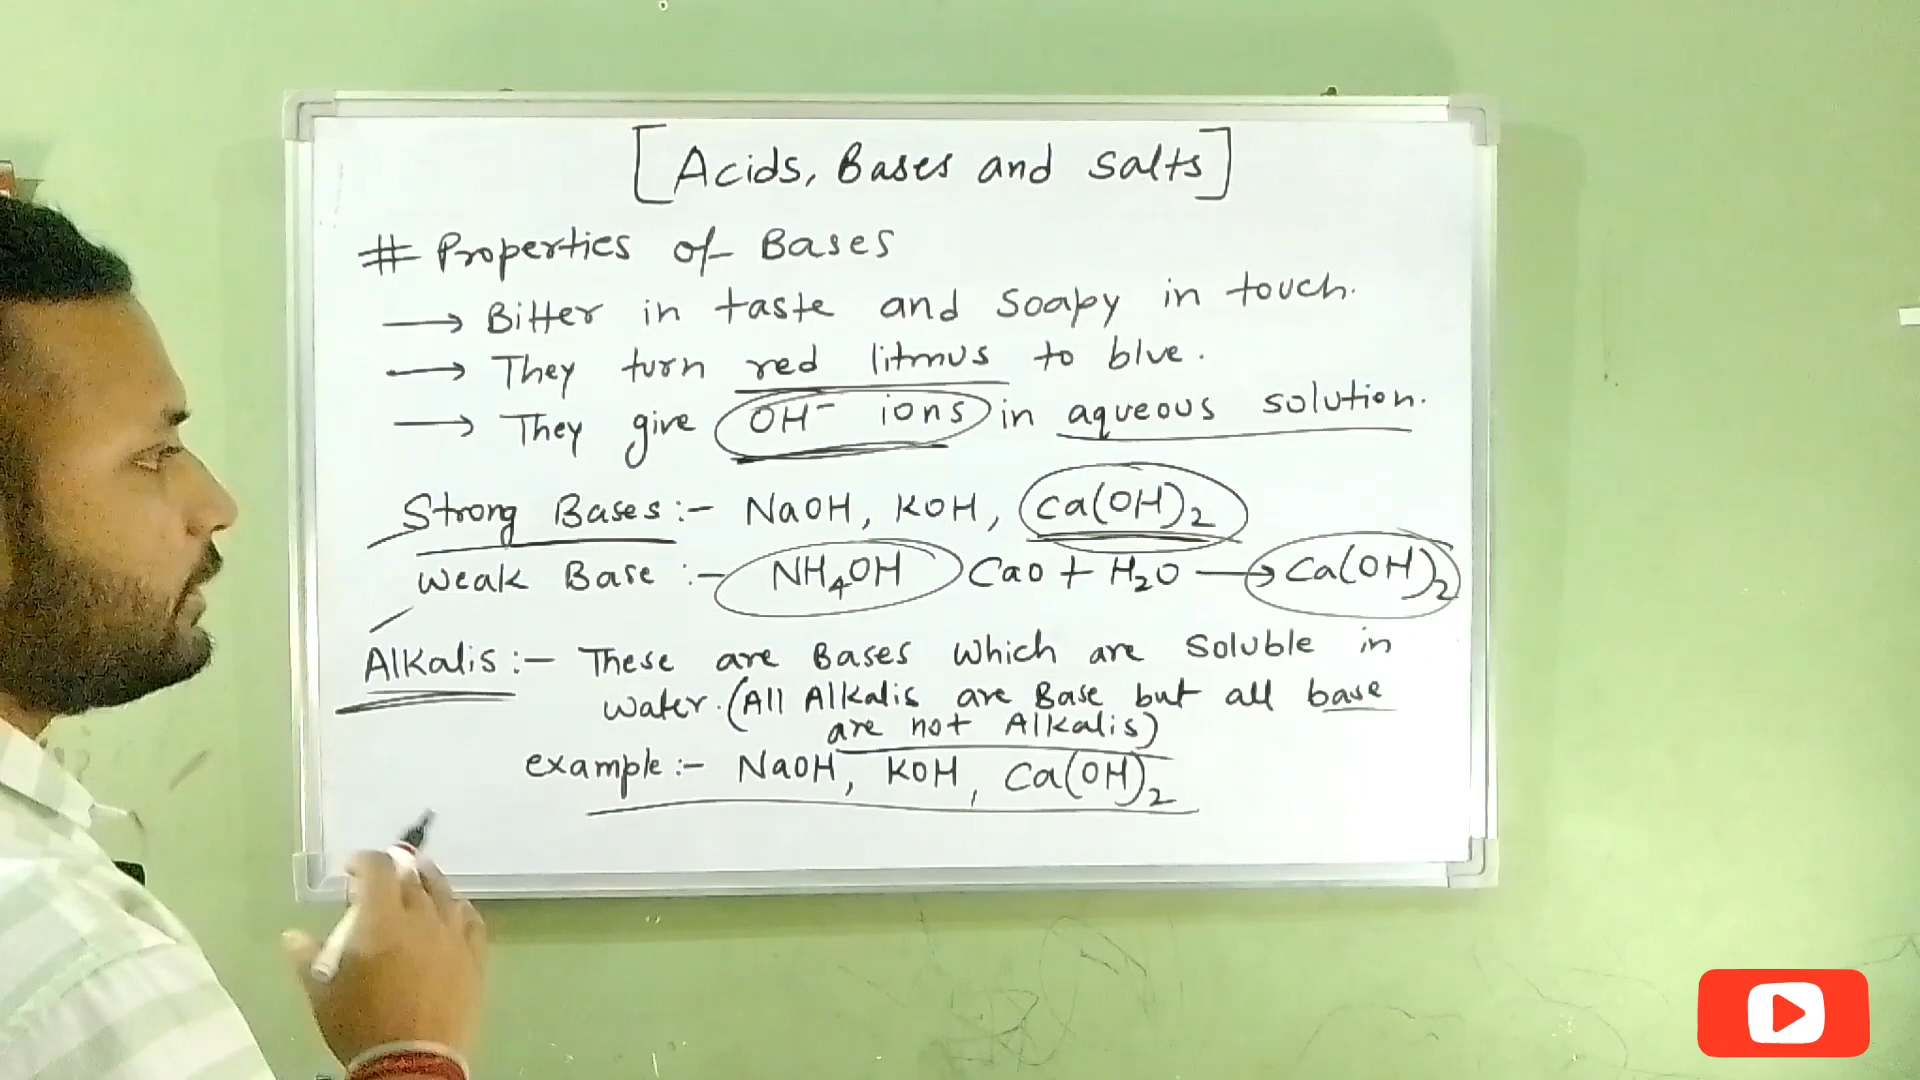 [Acids, Bases and Salts]
# Properties of Bases
→ Bitter in taste and Soapy in touch.
→ They turn red litmus to blue.
→ They give OH⁻ ions in aqueous solution.
Strong Bases :- NaOH, KOH, Ca(OH)₂
Weak Base :- NH₄OH CaO + H₂O → Ca(OH)₂
Alkalis :- These are Bases which are Soluble in
water. (All Alkalis are Base but all base
are not Alkalis)
example :- NaOH, KOH, Ca(OH)₂